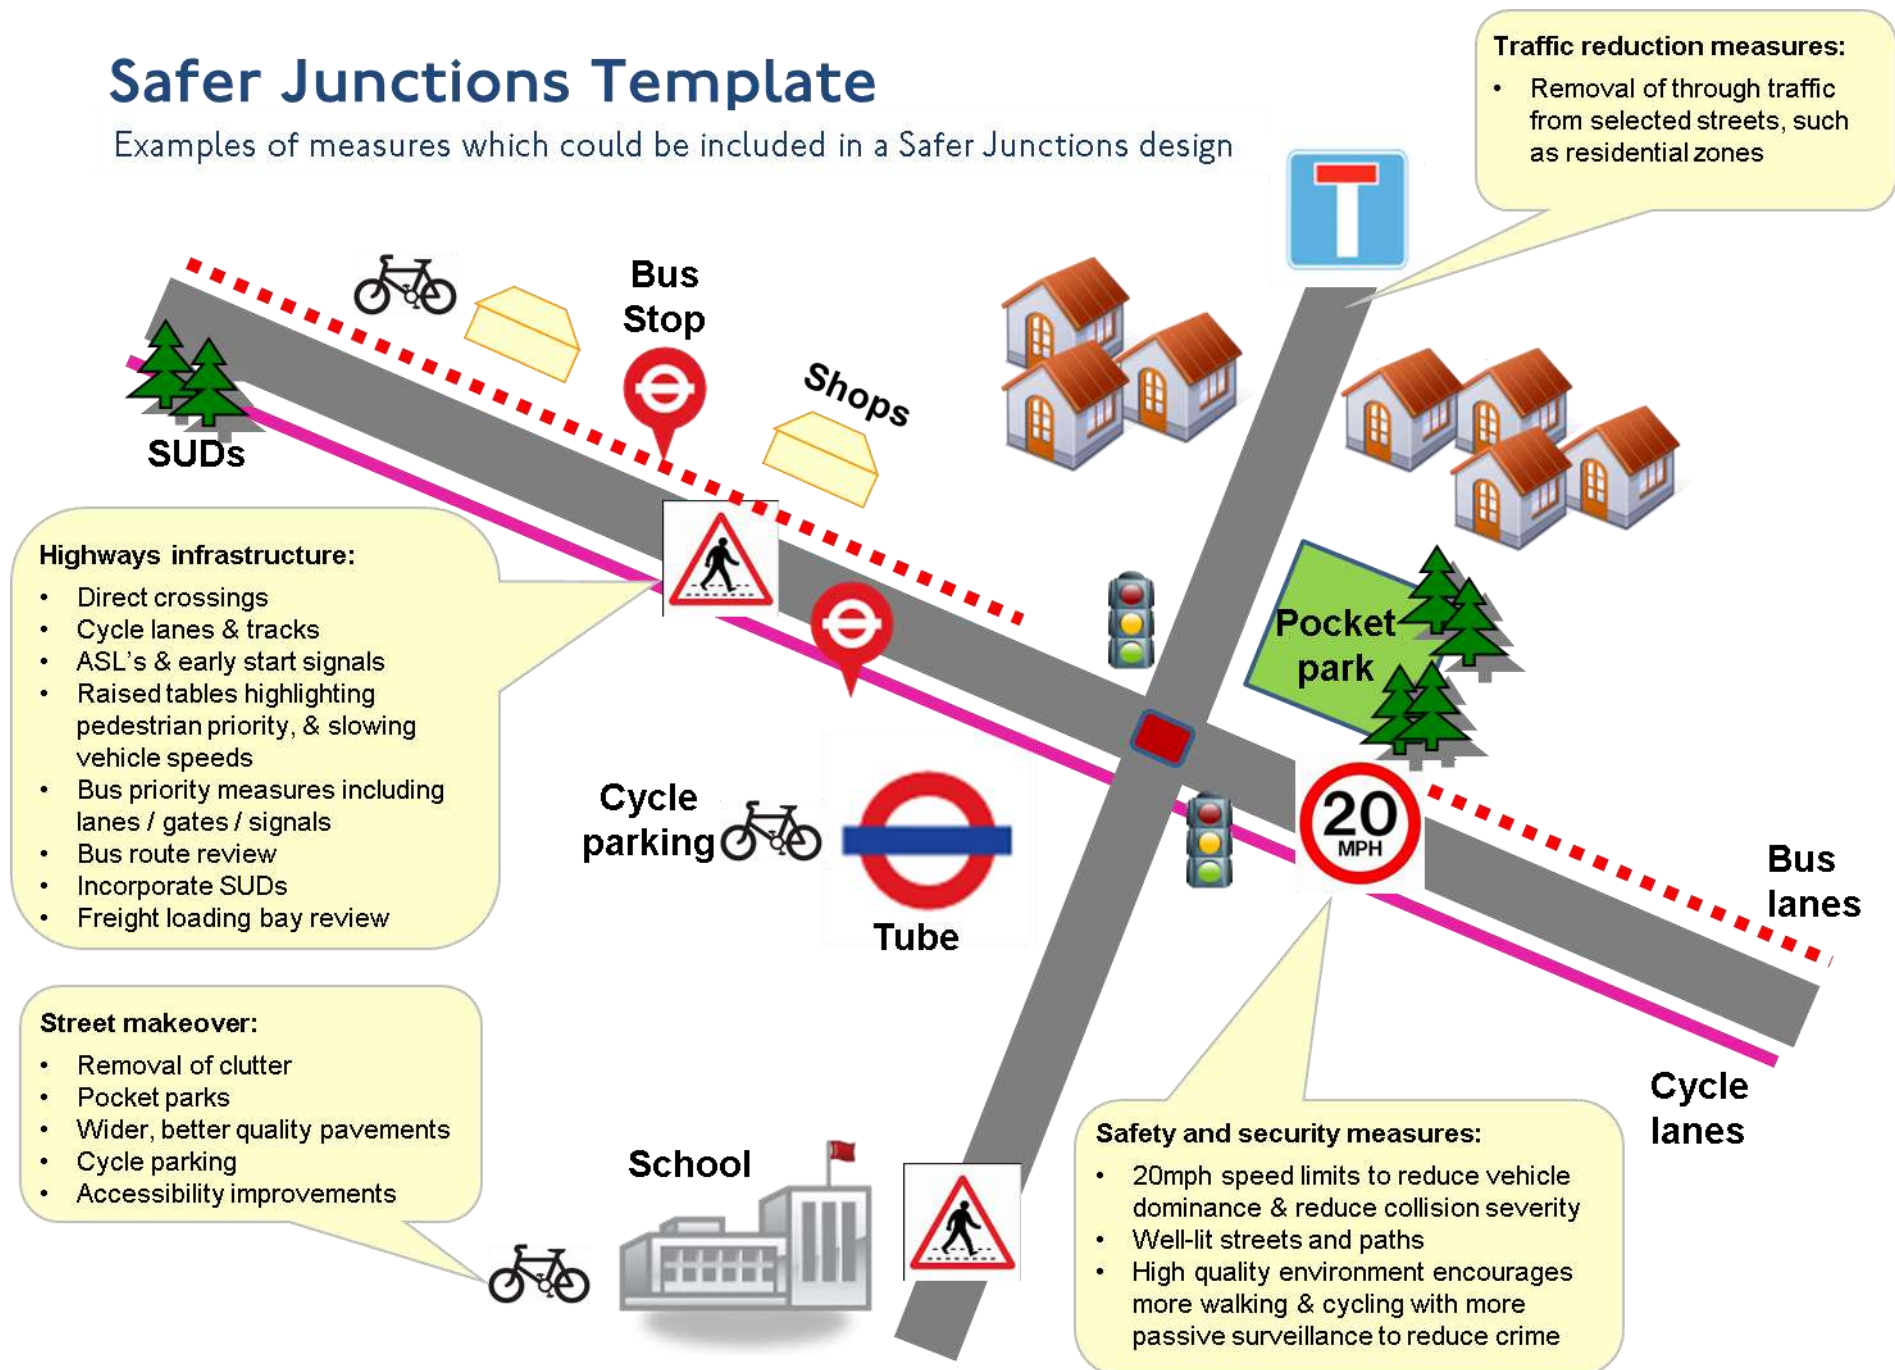 Safer Junctions Template
Examples of measures which could be included in a Safer Junctions design
Traffic reduction measures:
• Removal of through traffic
from selected streets, such
as residential zones
T
Bus
Stop
Shops
SUDs
Highways infrastructure:
• Direct crossings
• Cycle lanes & tracks
• ASL's & early start signals
• Raised tables highlighting
pedestrian priority, & slowing
vehicle speeds
• Bus priority measures including
lanes / gates / signals
• Bus route review
• Incorporate SUDs
• Freight loading bay review
Pocket
park
Cycle
parking
Tube
20
MPH
Bus
lanes
Cycle
lanes
Street makeover:
• Removal of clutter
• Pocket parks
• Wider, better quality pavements
• Cycle parking
• Accessibility improvements
School
Safety and security measures:
• 20mph speed limits to reduce vehicle
dominance & reduce collision severity
• Well-lit streets and paths
• High quality environment encourages
more walking & cycling with more
passive surveillance to reduce crime